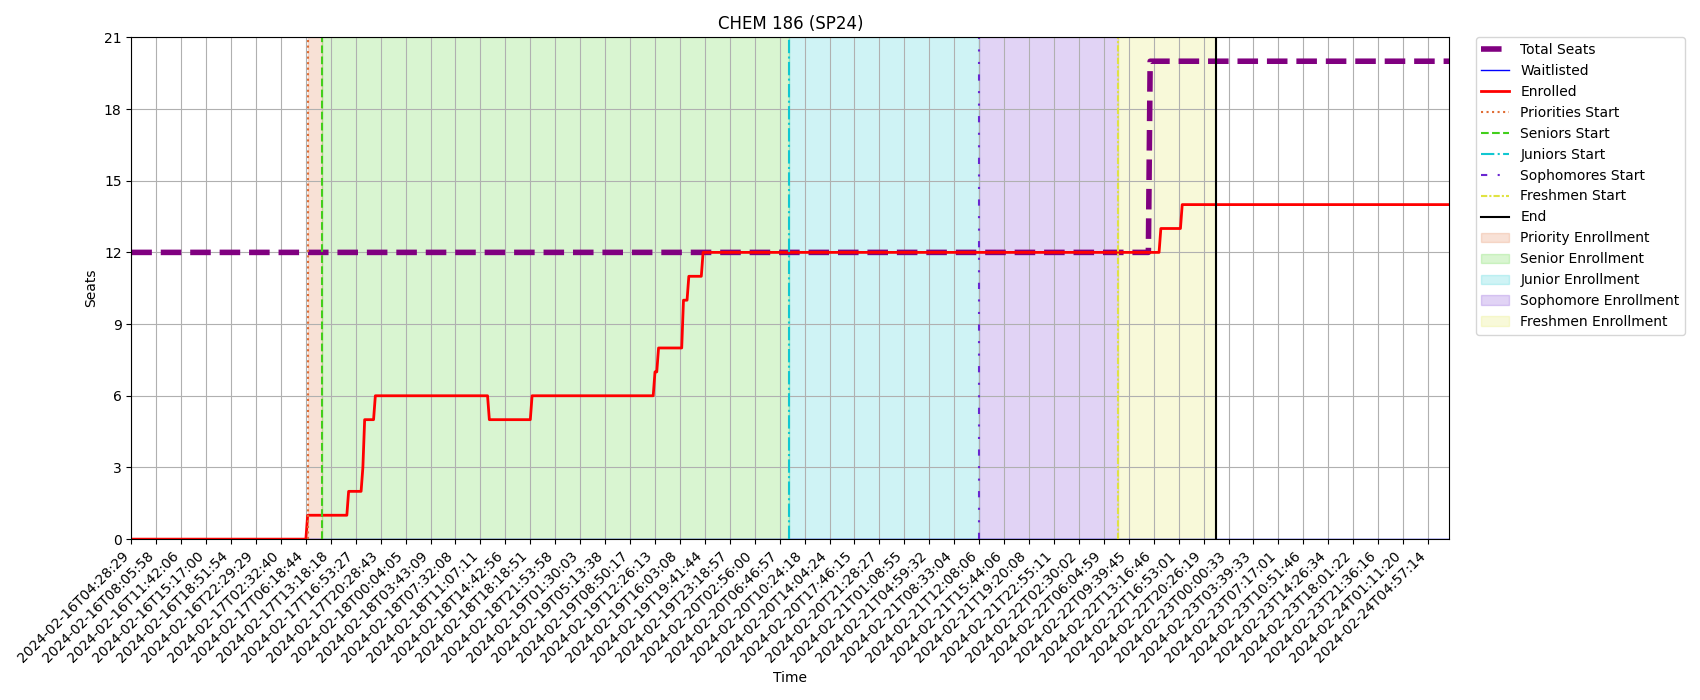 CHEM 186 (SP24)
Seats
21
18
15
12
9
6
3
0
2024-02-16T04:28:29
2024-02-16T08:05:58
2024-02-16T11:42:06
2024-02-16T15:17:00
2024-02-16T18:51:54
2024-02-16T22:29:29
2024-02-17T02:32:40
2024-02-17T06:18:44
2024-02-17T13:18:18
2024-02-17T16:53:27
2024-02-17T20:28:43
2024-02-18T00:04:05
2024-02-18T03:43:09
2024-02-18T07:32:08
2024-02-18T11:07:11
2024-02-18T14:42:56
2024-02-18T18:18:51
2024-02-18T21:53:58
2024-02-19T01:30:03
2024-02-19T05:13:38
2024-02-19T08:50:17
2024-02-19T12:26:13
2024-02-19T16:03:08
2024-02-19T19:41:44
2024-02-19T23:18:57
2024-02-20T02:56:00
2024-02-20T06:46:57
2024-02-20T10:24:18
2024-02-20T14:04:24
2024-02-20T17:46:15
2024-02-20T21:28:27
2024-02-21T01:08:55
2024-02-21T04:59:32
2024-02-21T08:33:04
2024-02-21T12:08:06
2024-02-21T15:44:06
2024-02-21T19:20:08
2024-02-21T22:55:11
2024-02-22T02:30:02
2024-02-22T06:04:59
2024-02-22T09:39:45
2024-02-22T13:16:46
2024-02-22T16:53:01
2024-02-22T20:26:19
2024-02-23T00:00:33
2024-02-23T03:39:33
2024-02-23T07:17:01
2024-02-23T10:51:46
2024-02-23T14:26:34
2024-02-23T18:01:22
2024-02-23T21:36:16
2024-02-24T01:11:20
2024-02-24T04:57:14
Time
Total Seats
Waitlisted
Enrolled
Priorities Start
Seniors Start
Juniors Start
Sophomores Start
Freshmen Start
End
Priority Enrollment
Senior Enrollment
Junior Enrollment
Sophomore Enrollment
Freshmen Enrollment